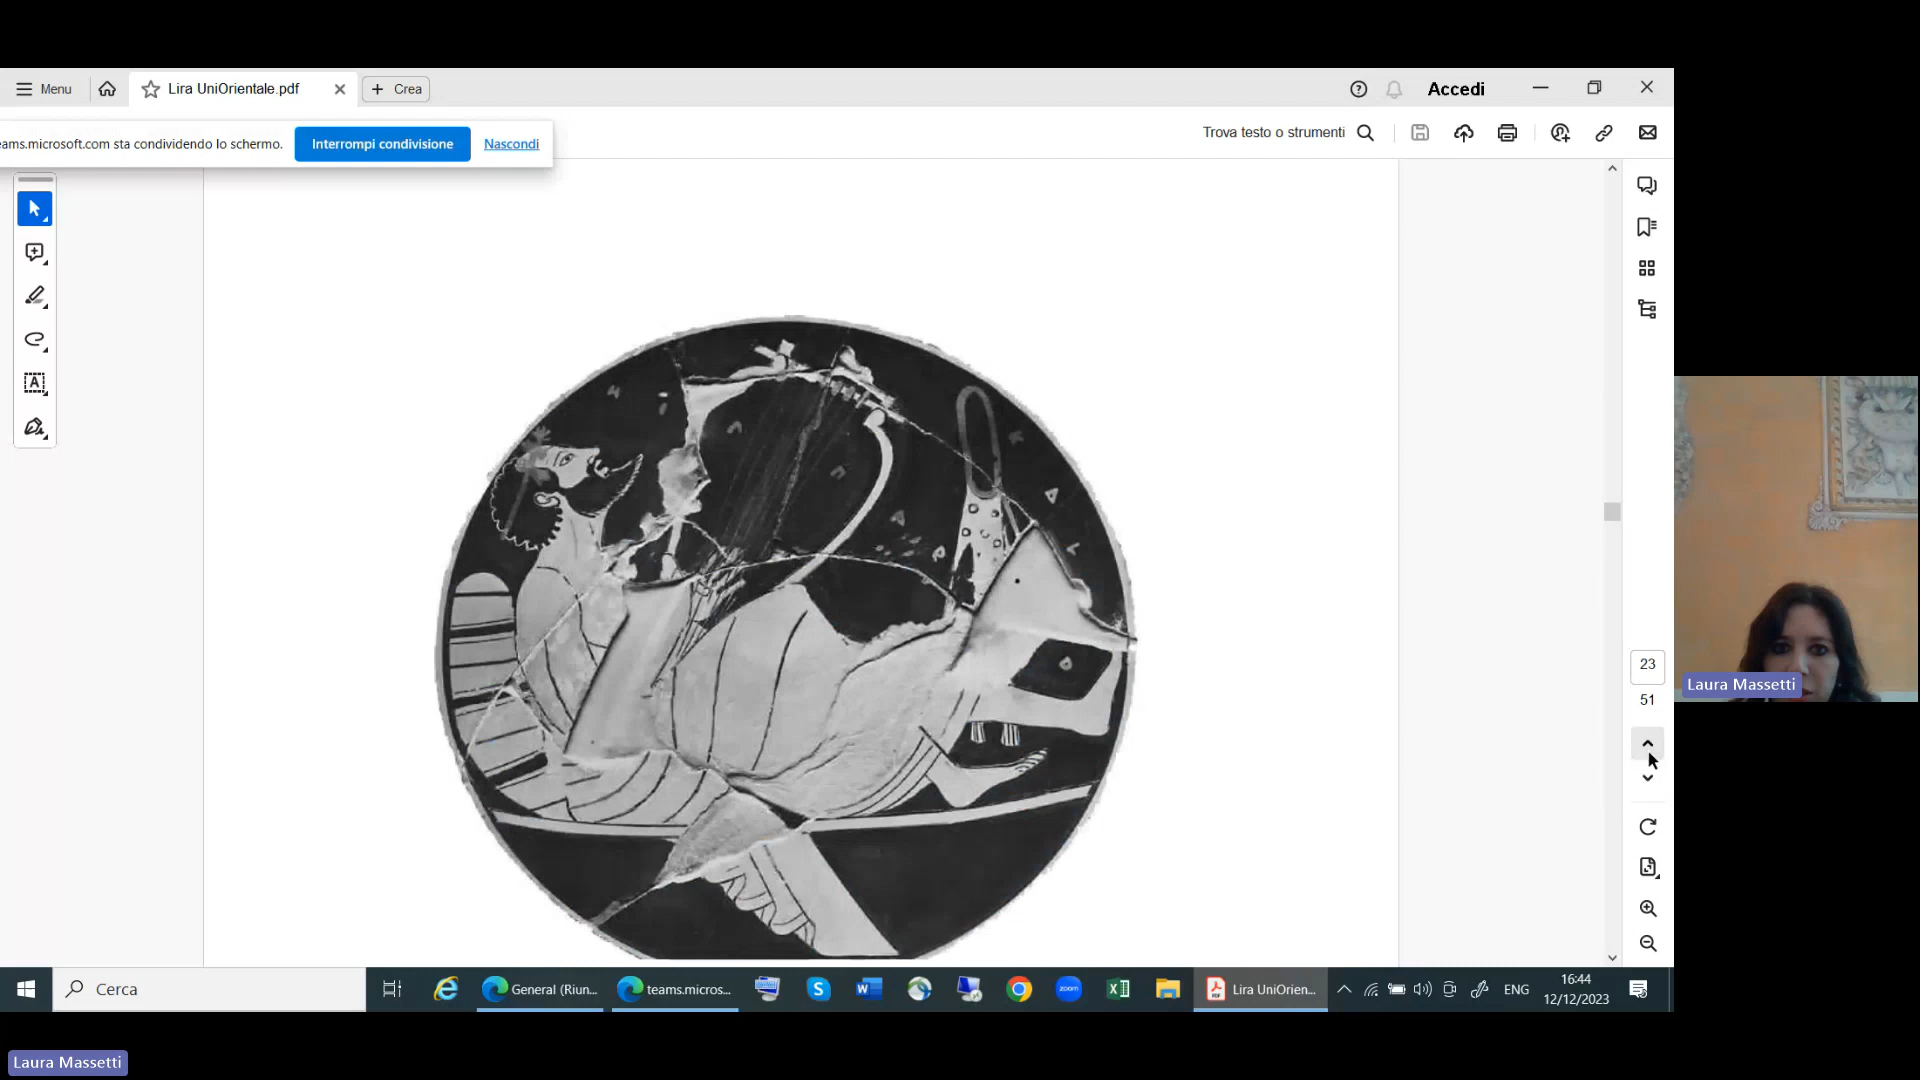 Menu
Lira UniOrientale.pdf
Crea
Accedi
eams.microsoft.com sta condividendo lo schermo.
Interrompi condivisione
Nascondi
Trova testo o strumenti
23
51
Laura Massetti
Cerca
General (Riun...
teams.micros...
Lira UniOrien...
ENG
16:44
12/12/2023
Laura Massetti